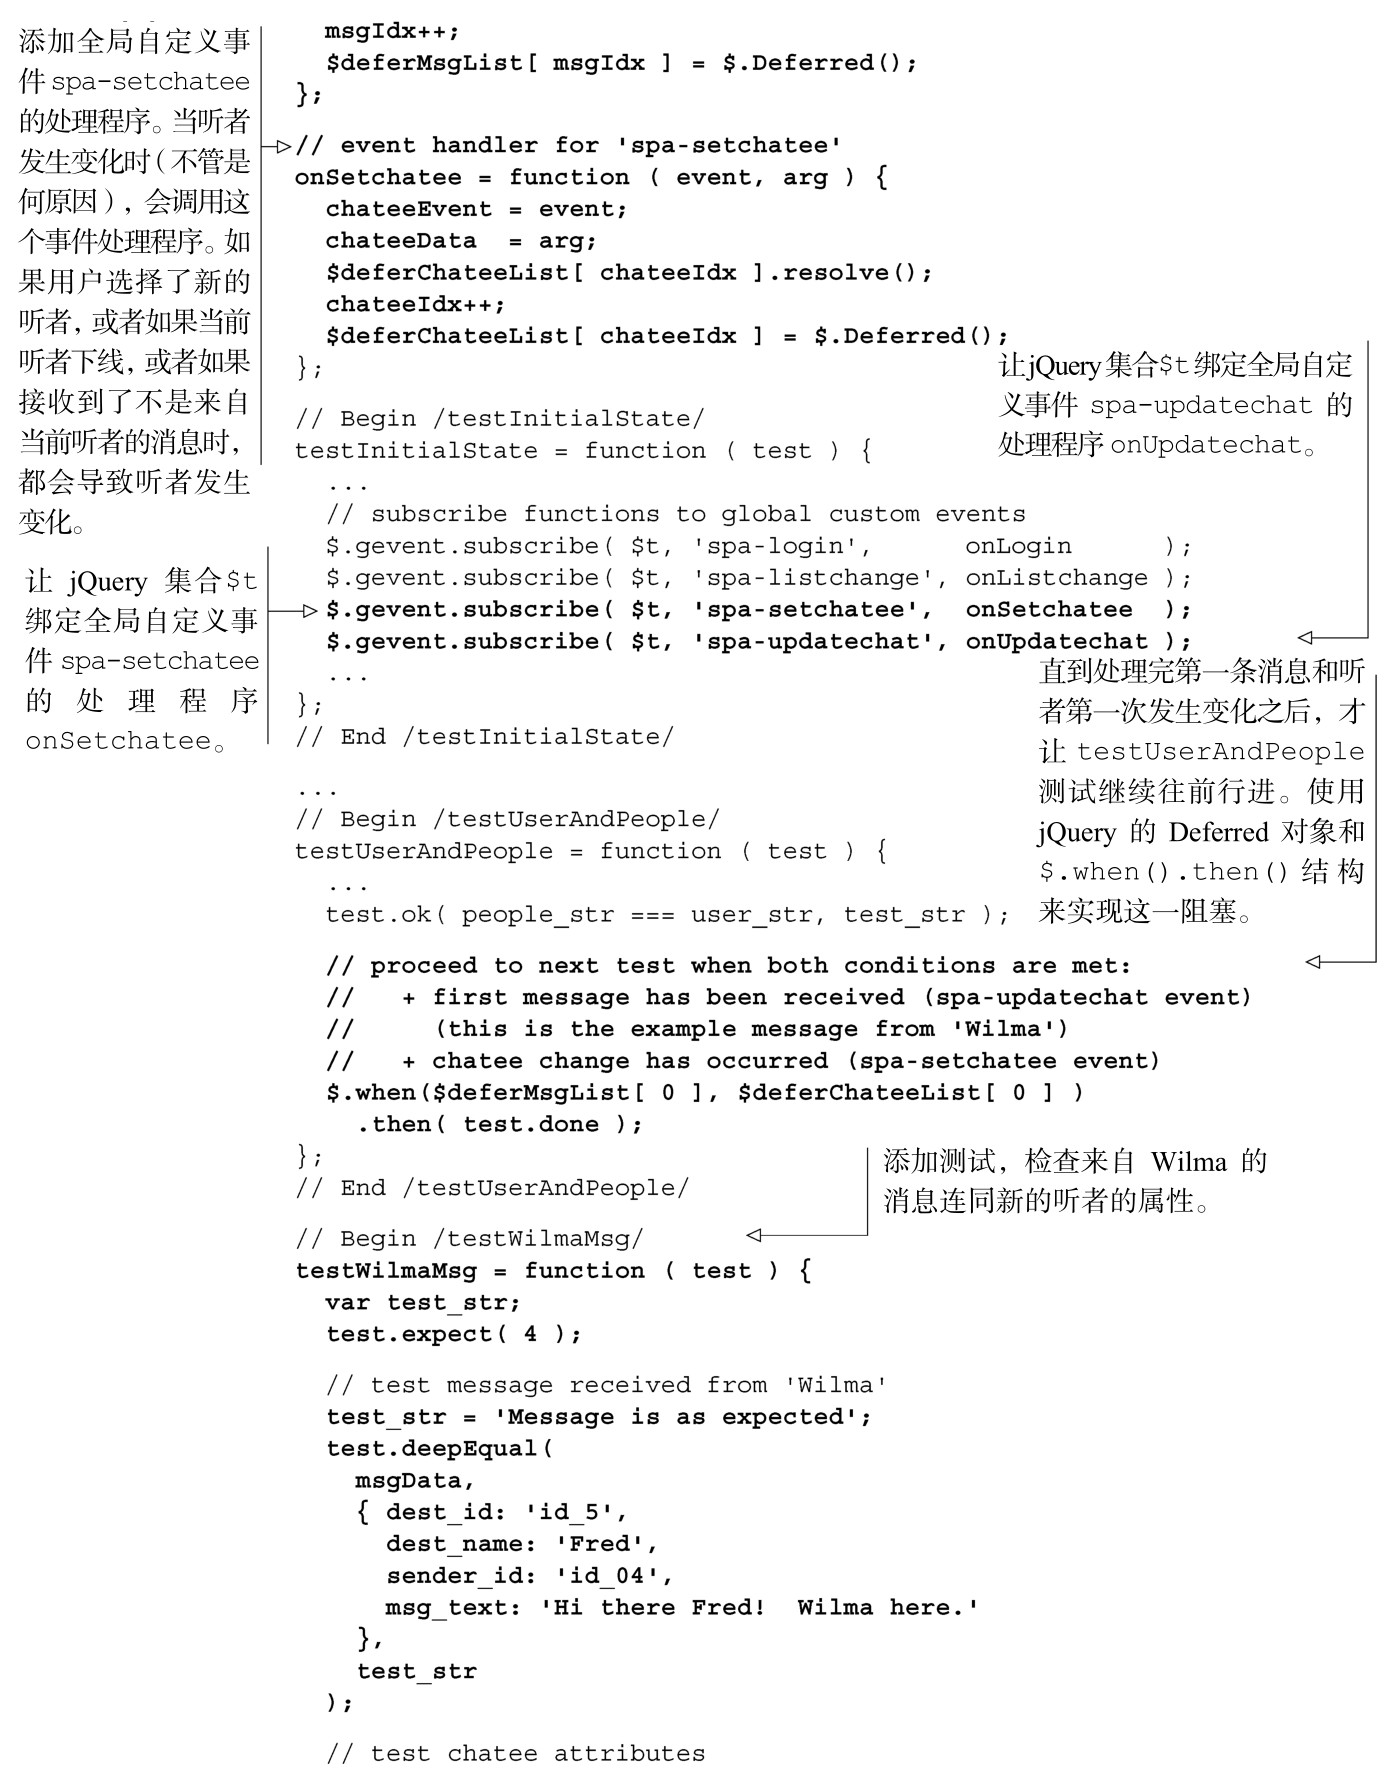 添加全局自定义事
件spa-setchatee
的处理程序。当听者
发生变化时(不管是
何原因),会调用这
个事件处理程序。如
果用户选择了新的
听者,或者如果当前
听者下线,或者如果
接收到了不是来自
当前听者的消息时,
都会导致听者发生
变化。
  msgIdx++;
  $deferMsgList[ msgIdx ] = $.Deferred();
};
// event handler for 'spa-setchatee'
onSetchatee = function ( event, arg ) {
  chateeEvent = event;
  chateeData  = arg;
  $deferChateeList[ chateeIdx ].resolve();
  chateeIdx++;
  $deferChateeList[ chateeIdx ] = $.Deferred();
};
让jQuery集合$t绑定全局自定
义事件 spa-updatechat 的
处理程序onUpdatechat。
// Begin /testInitialState/
testInitialState = function ( test ) {
  ...
  // subscribe functions to global custom events
  $.gevent.subscribe( $t, 'spa-login',      onLogin      );
  $.gevent.subscribe( $t, 'spa-listchange', onListchange );
  $.gevent.subscribe( $t, 'spa-setchatee',  onSetchatee  );
  $.gevent.subscribe( $t, 'spa-updatechat', onUpdatechat );
  ...
};
// End /testInitialState/
让 jQuery 集合$t
绑定全局自定义事
件spa-setchatee
的处理程序
onSetchatee。
直到处理完第一条消息和听
者第一次发生变化之后,才
让 testUserAndPeople
测试继续往前行进。使用
jQuery 的 Deferred 对象和
$.when().then()结构
来实现这一阻塞。
...
// Begin /testUserAndPeople/
testUserAndPeople = function ( test ) {
  ...
  test.ok( people_str === user_str, test_str );
  // proceed to next test when both conditions are met:
  //   + first message has been received (spa-updatechat event)
  //     (this is the example message from 'Wilma')
  //   + chatee change has occurred (spa-setchatee event)
  $.when($deferMsgList[ 0 ], $deferChateeList[ 0 ] )
    .then( test.done );
};
// End /testUserAndPeople/
添加测试,检查来自 Wilma 的
消息连同新的听者的属性。
// Begin /testWilmaMsg/
testWilmaMsg = function ( test ) {
  var test_str;
  test.expect( 4 );
  // test message received from 'Wilma'
  test_str = 'Message is as expected';
  test.deepEqual(
    msgData,
    { dest_id: 'id_5',
      dest_name: 'Fred',
      sender_id: 'id_04',
      msg_text: 'Hi there Fred!  Wilma here.'
    },
    test_str
  );
  // test chatee attributes